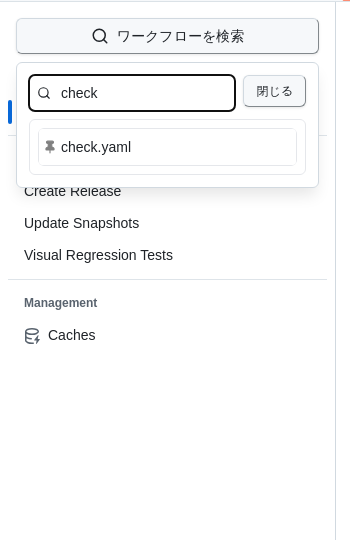 ワークフローを検索
check
閉じる
check.yaml
Create Release
Update Snapshots
Visual Regression Tests
Management
Caches